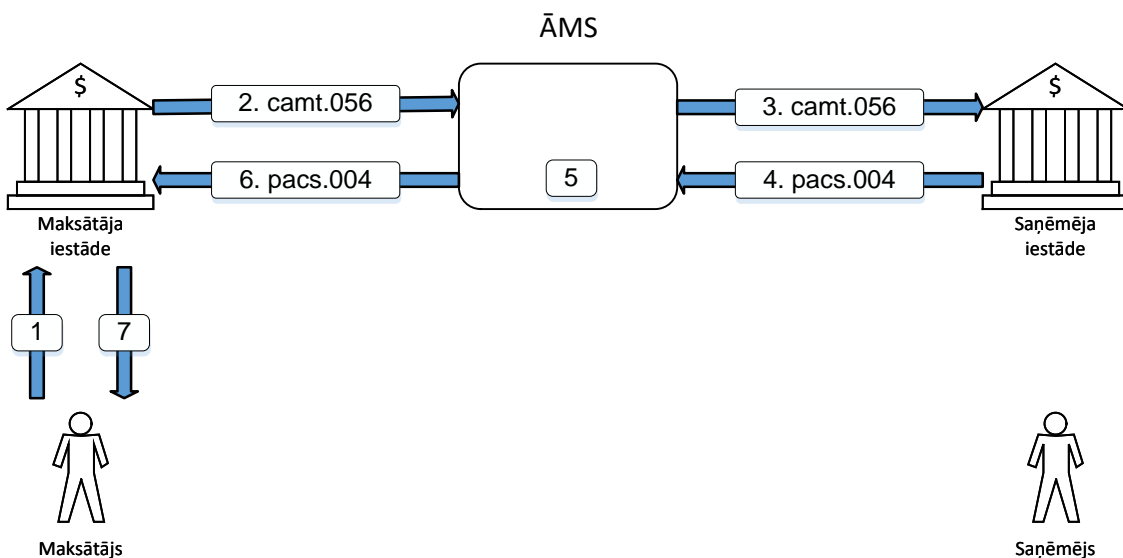 ĀMS
$
2. camt.056
3. camt.056
$
6. pacs.004
5
4. pacs.004
Maksātāja
iestāde
Saņēmēja
iestāde
1
7
Maksātājs
Saņēmējs